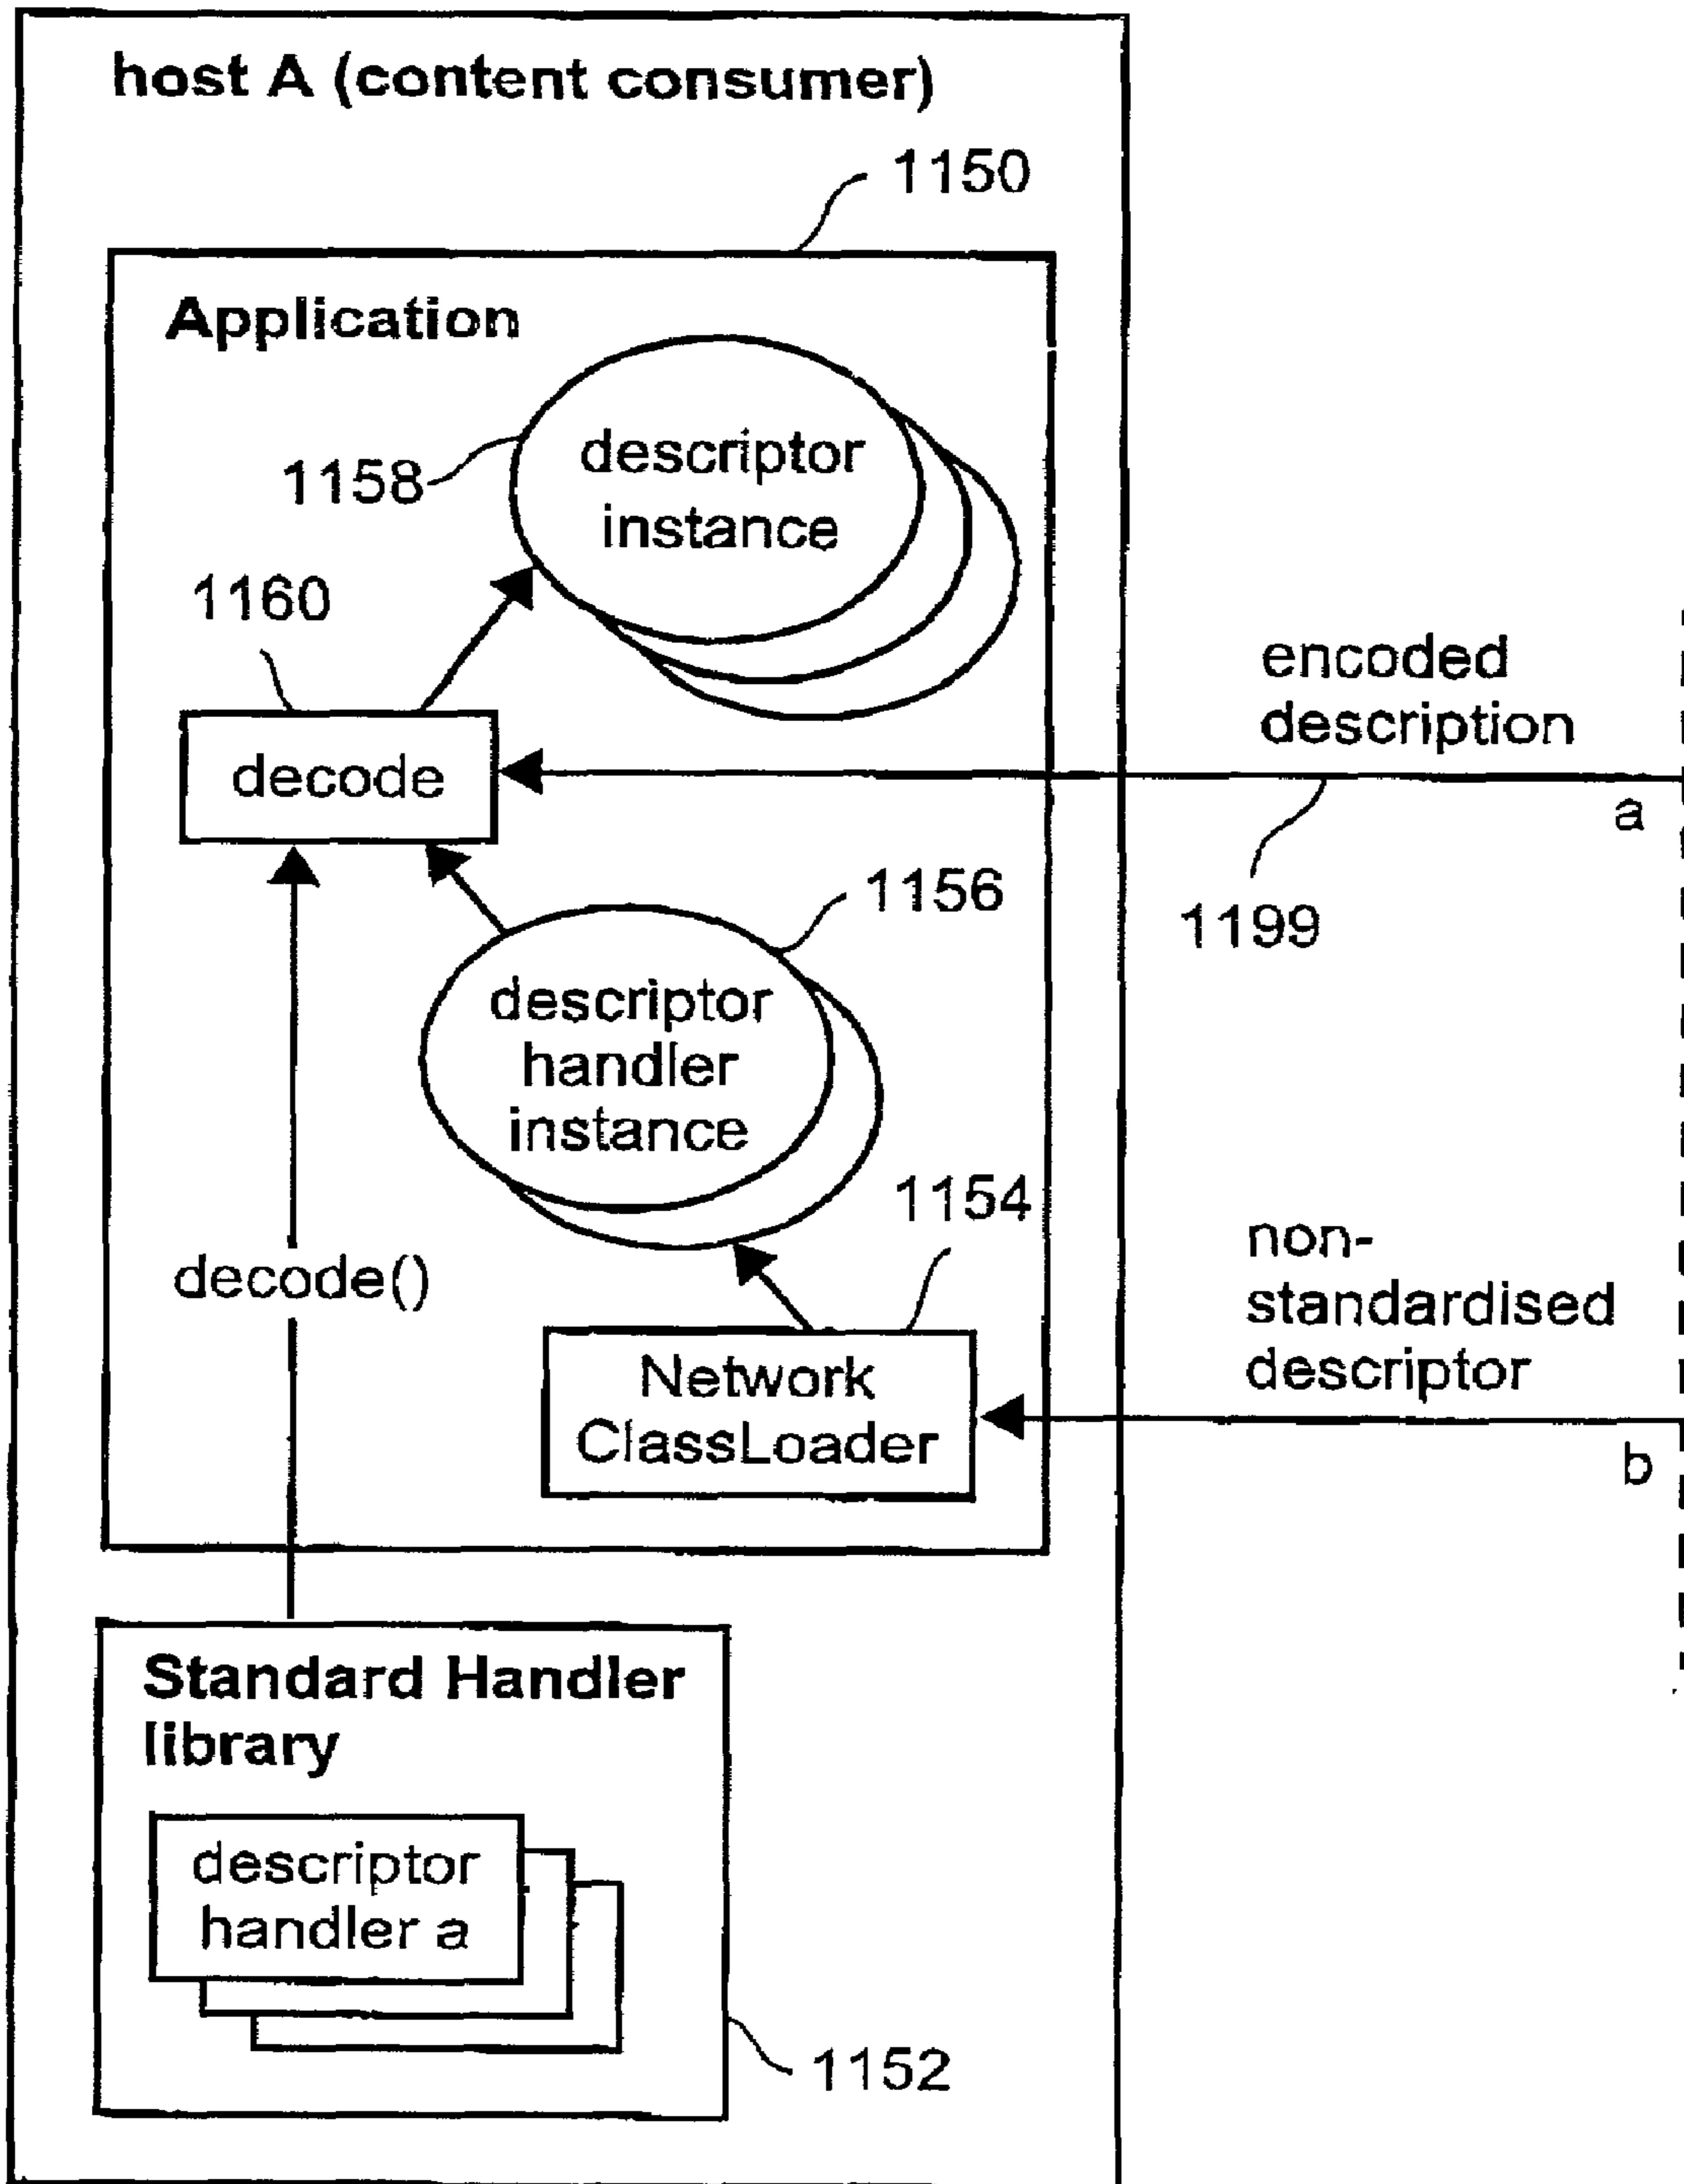 host A (content consumer)
1150
Application
descriptor
instance
1158
1160
decode
encoded
description
a
1199
1156
descriptor
handler
instance
1154
decode()
Network
ClassLoader
non-
standardised
descriptor
b
Standard Handler
library
descriptor
handler a
1152